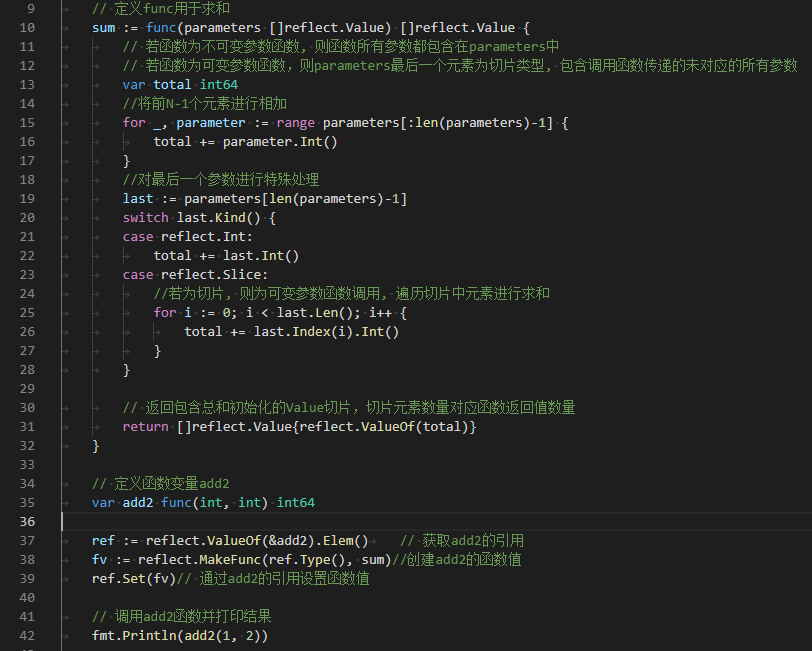 9 // 定义func用于求和
10 sum := func(parameters []reflect.Value) []reflect.Value {
11 // 若函数为不可变参数函数, 则函数所有参数都包含在parameters中
12 // 若函数为可变参数函数，则parameters最后一个元素为切片类型, 包含调用函数传递的未对应的所有参数
13 var total int64
14 //将前N-1个元素进行相加
15 for _, parameter := range parameters[:len(parameters)-1] {
16 total += parameter.Int()
17 }
18 //对最后一个参数进行特殊处理
19 last := parameters[len(parameters)-1]
20 switch last.Kind() {
21 case reflect.Int:
22 total += last.Int()
23 case reflect.Slice:
24 //若为切片, 则为可变参数函数调用, 遍历切片中元素进行求和
25 for i := 0; i < last.Len(); i++ {
26 total += last.Index(i).Int()
27 }
28 }
29
30 // 返回包含总和初始化的Value切片，切片元素数量对应函数返回值数量
31 return []reflect.Value{reflect.ValueOf(total)}
32 }
33
34 // 定义函数变量add2
35 var add2 func(int, int) int64
36
37 ref := reflect.ValueOf(&add2).Elem() // 获取add2的引用
38 fv := reflect.MakeFunc(ref.Type(), sum)//创建add2的函数值
39 ref.Set(fv)// 通过add2的引用设置函数值
40
41 // 调用add2函数并打印结果
42 fmt.Println(add2(1, 2))